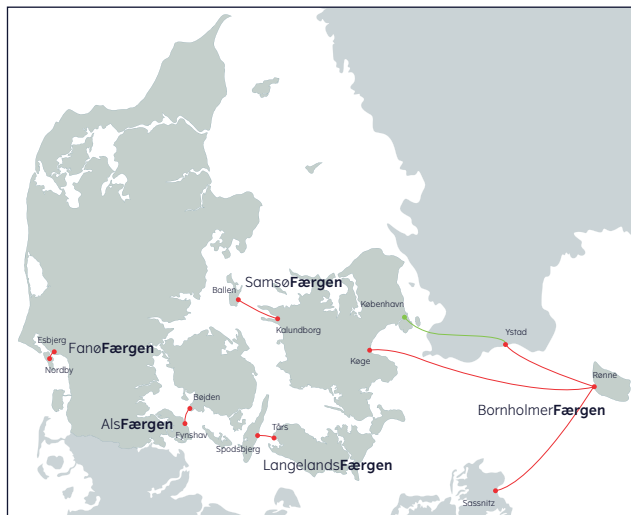 SamsøFærgen
Ballen
Kalundborg
København
Ystad
Esbjerg
FanøFærgen
Nordby
Køge
Rønne
BornholmerFærgen
Bøjden
AlsFærgen
Fynshav
Tårs
Spodsbjerg
LangelandsFærgen
Sassnitz